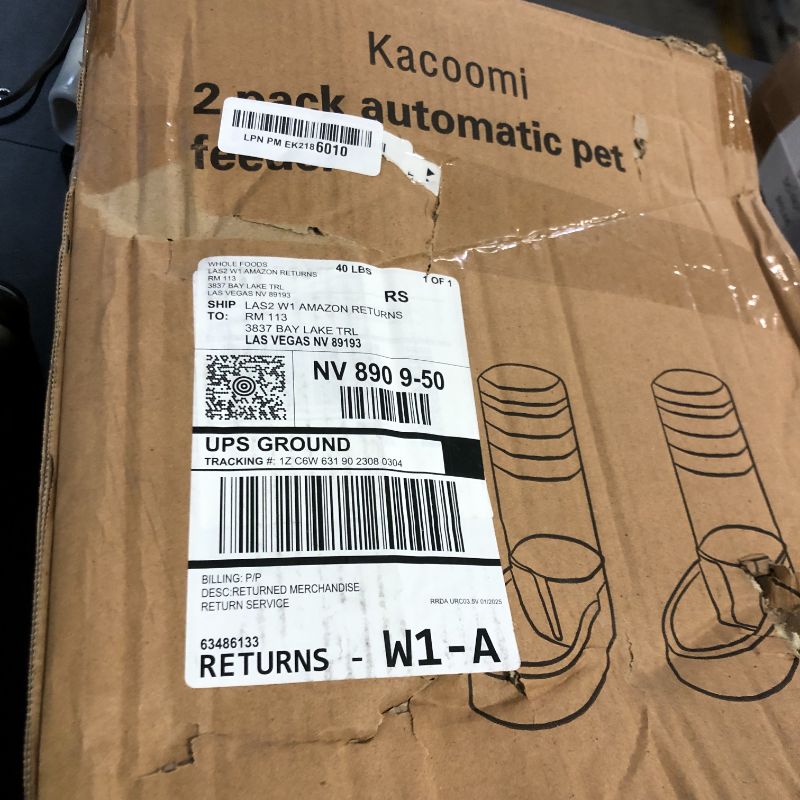 Kacoomi
2 pack automatic pet
feeder
LPN PM EK2186010
WHOLE FOODS
LAS2 W1 AMAZON RETURNS
RM 113
3837 BAY LAKE TRL
LAS VEGAS NV 89193
40 LBS
1 OF 1
RS
SHIP TO:
LAS2 W1 AMAZON RETURNS
RM 113
3837 BAY LAKE TRL
LAS VEGAS NV 89193
NV 890 9-50
UPS GROUND
TRACKING #: 1Z C6W 631 90 2308 0304
BILLING: P/P
DESC:RETURNED MERCHANDISE
RETURN SERVICE
RRDA URC03.8V 01/2025
63486133
RETURNS - W1-A